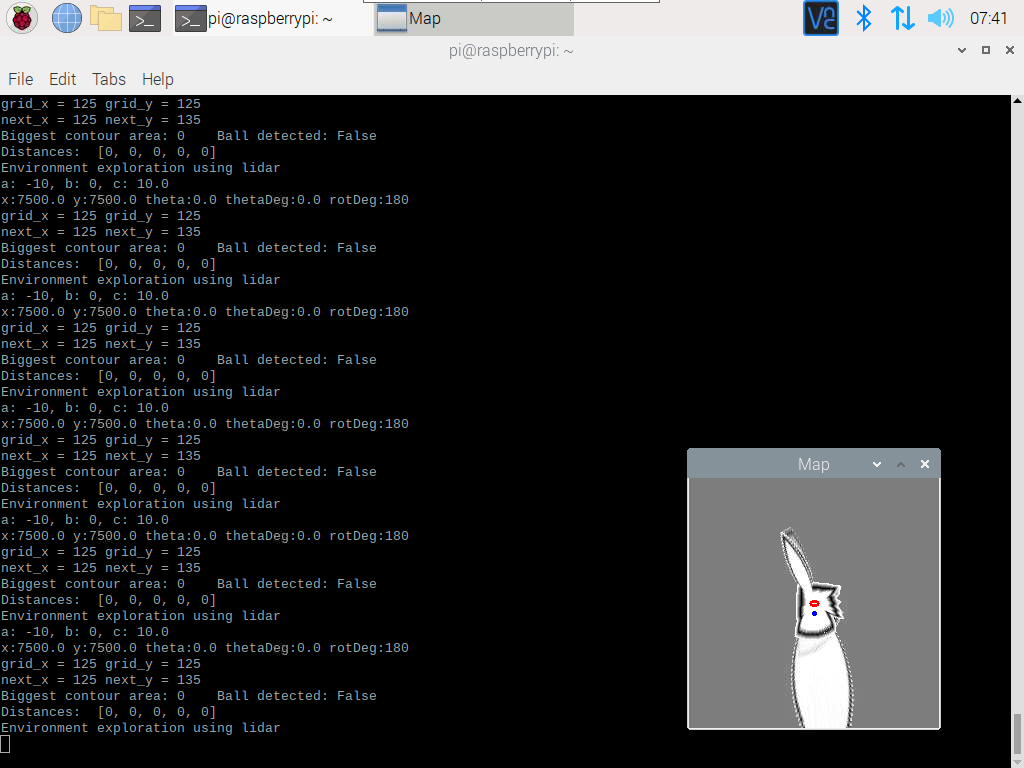 pi@raspberrypi: ~
Map
07:41
pi@raspberrypi: ~
File Edit Tabs Help
grid_x = 125 grid_y = 125
next_x = 125 next_y = 135
Biggest contour area: 0    Ball detected: False
Distances:  [0, 0, 0, 0, 0]
Environment exploration using lidar
a: -10, b: 0, c: 10.0
x:7500.0 y:7500.0 theta:0.0 thetaDeg:0.0 rotDeg:180
grid_x = 125 grid_y = 125
next_x = 125 next_y = 135
Biggest contour area: 0    Ball detected: False
Distances:  [0, 0, 0, 0, 0]
Environment exploration using lidar
a: -10, b: 0, c: 10.0
x:7500.0 y:7500.0 theta:0.0 thetaDeg:0.0 rotDeg:180
grid_x = 125 grid_y = 125
next_x = 125 next_y = 135
Biggest contour area: 0    Ball detected: False
Distances:  [0, 0, 0, 0, 0]
Environment exploration using lidar
a: -10, b: 0, c: 10.0
x:7500.0 y:7500.0 theta:0.0 thetaDeg:0.0 rotDeg:180
grid_x = 125 grid_y = 125
next_x = 125 next_y = 135
Biggest contour area: 0    Ball detected: False
Distances:  [0, 0, 0, 0, 0]
Environment exploration using lidar
a: -10, b: 0, c: 10.0
x:7500.0 y:7500.0 theta:0.0 thetaDeg:0.0 rotDeg:180
grid_x = 125 grid_y = 125
next_x = 125 next_y = 135
Biggest contour area: 0    Ball detected: False
Distances:  [0, 0, 0, 0, 0]
Environment exploration using lidar
a: -10, b: 0, c: 10.0
x:7500.0 y:7500.0 theta:0.0 thetaDeg:0.0 rotDeg:180
grid_x = 125 grid_y = 125
next_x = 125 next_y = 135
Biggest contour area: 0    Ball detected: False
Distances:  [0, 0, 0, 0, 0]
Environment exploration using lidar
Map